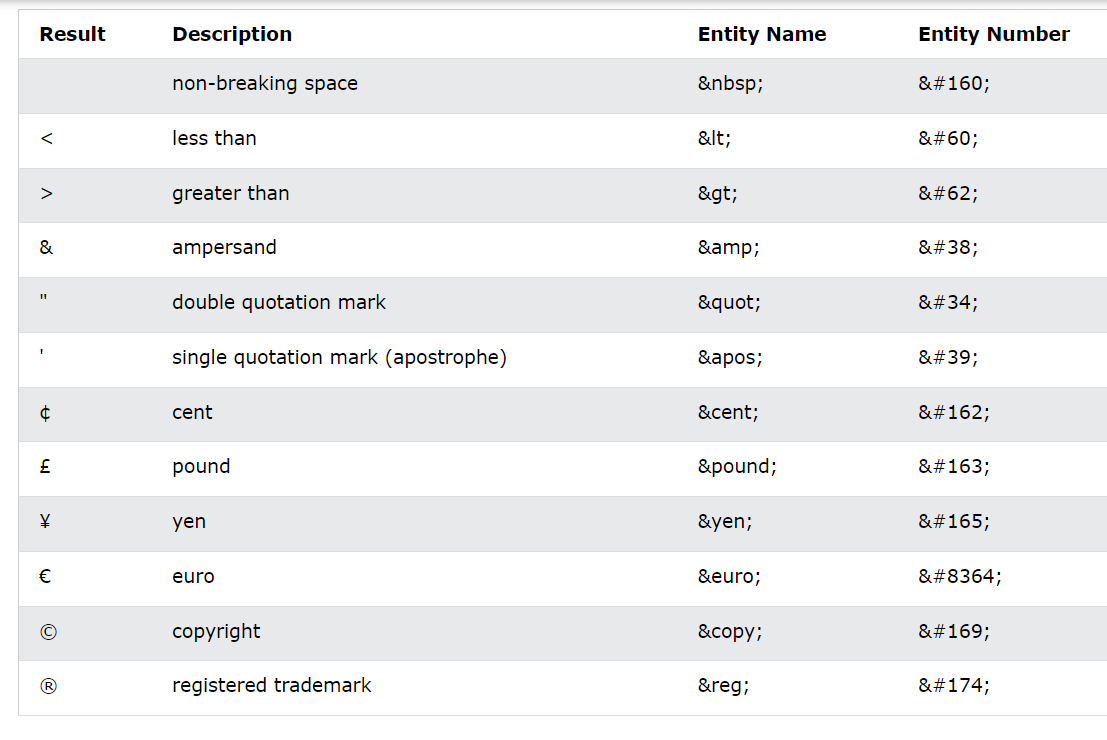 Result Description Entity Name Entity Number
non-breaking space &nbsp; &#160;
< less than &lt; &#60;
> greater than &gt; &#62;
& ampersand &amp; &#38;
" double quotation mark &quot; &#34;
' single quotation mark (apostrophe) &apos; &#39;
¢ cent &cent; &#162;
£ pound &pound; &#163;
¥ yen &yen; &#165;
€ euro &euro; &#8364;
© copyright &copy; &#169;
® registered trademark &reg; &#174;